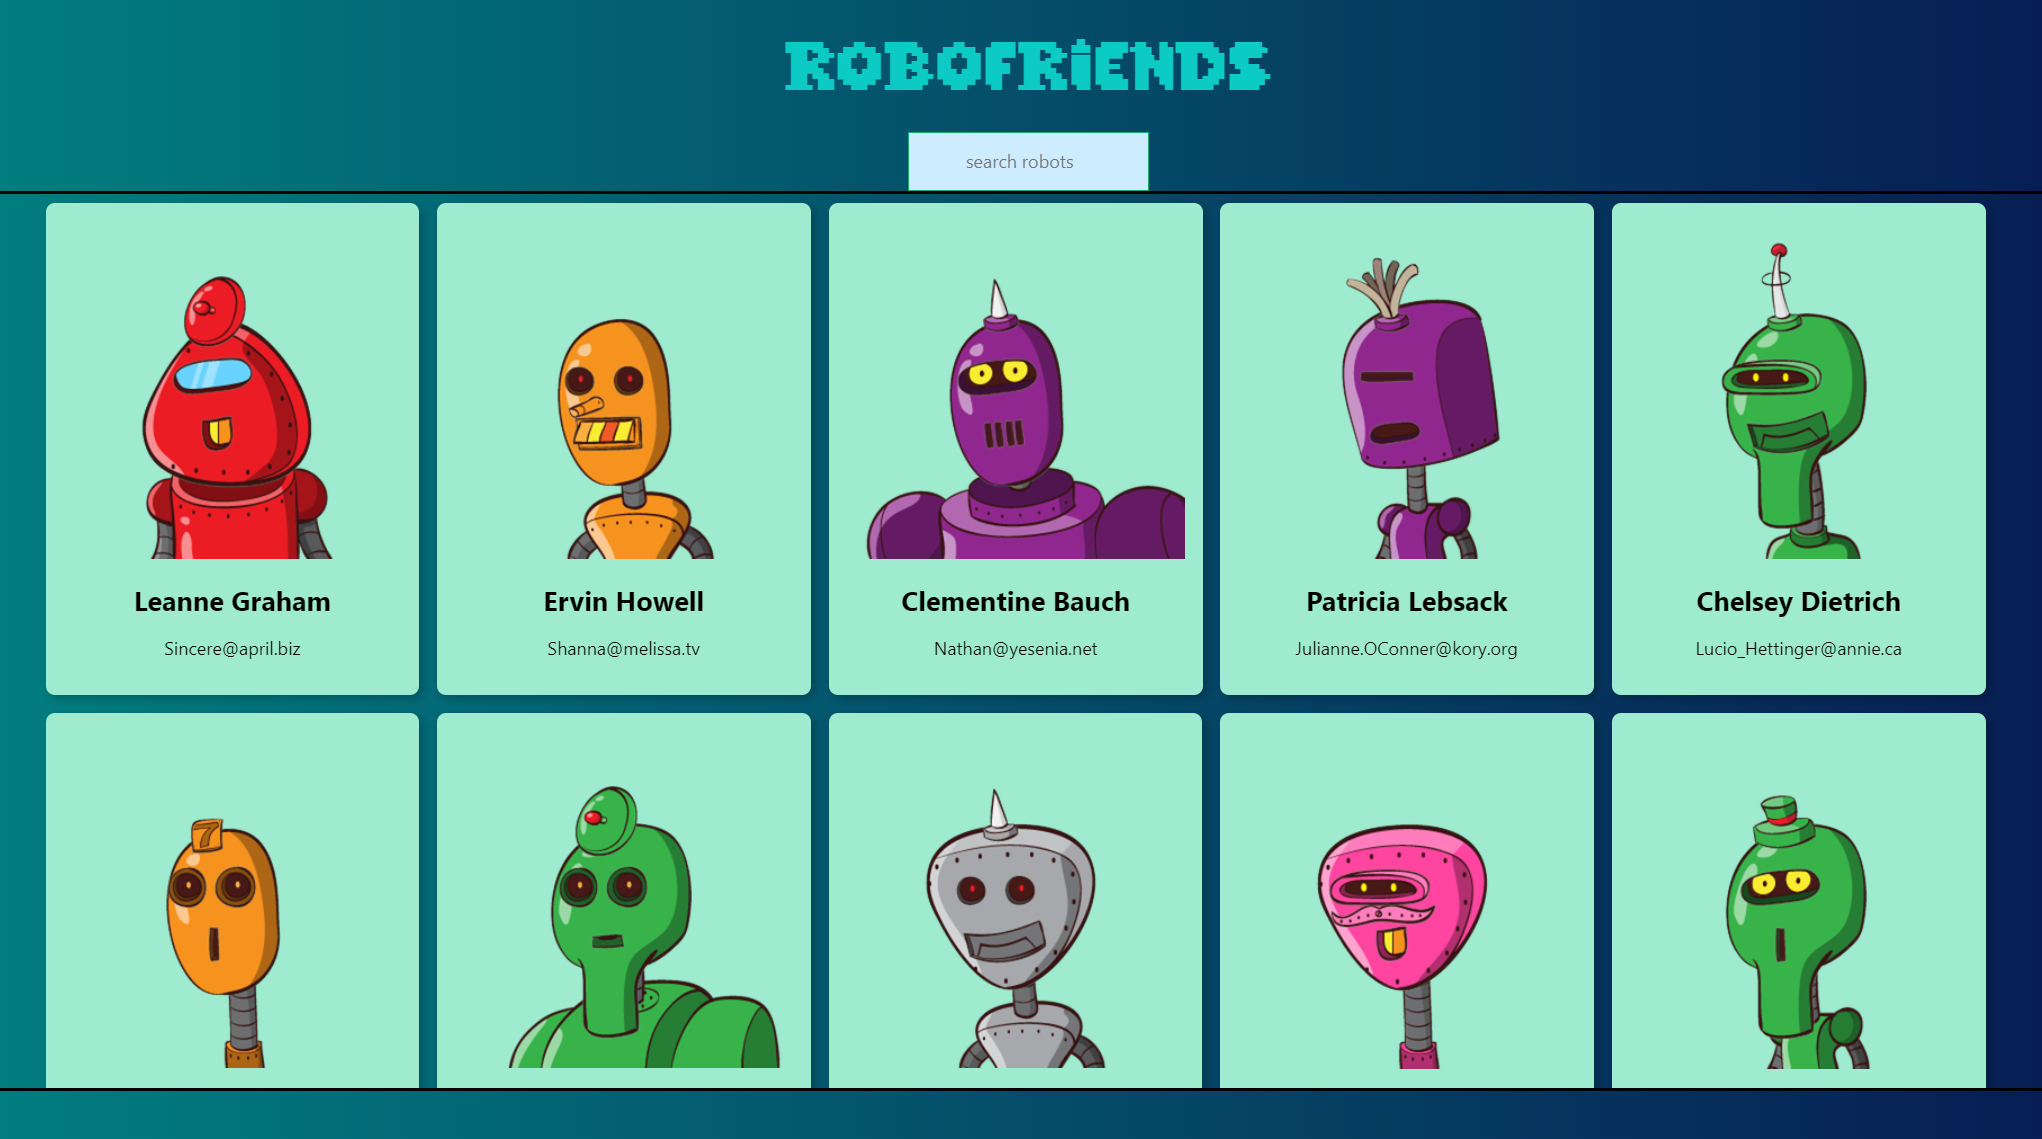 ROBOFRiENDS
search robots
Leanne Graham
Sincere@april.biz
Ervin Howell
Shanna@melissa.tv
Clementine Bauch
Nathan@yesenia.net
Patricia Lebsack
Julianne.OConner@kory.org
Chelsey Dietrich
Lucio_Hettinger@annie.ca
7